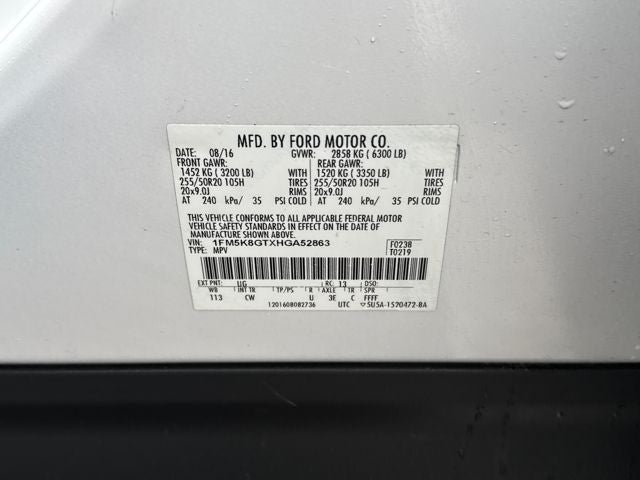 MFD. BY FORD MOTOR CO.
DATE: 08/16 GVWR: 2858 KG ( 6300 LB)
FRONT GAWR: REAR GAWR:
1452 KG ( 3200 LB) WITH 1520 KG ( 3350 LB) WITH
255/50R20 105H TIRES 255/50R20 105H TIRES
20x9.0J RIMS 20x9.0J RIMS
AT 240 kPa/ 35 PSI COLD AT 240 kPa/ 35 PSI COLD
THIS VEHICLE CONFORMS TO ALL APPLICABLE FEDERAL MOTOR
VEHICLE SAFETY STANDARDS IN EFFECT ON THE DATE OF
MANUFACTURE SHOWN ABOVE.
VIN: 1FM5K8GTXHGA52863 F0238
TYPE: MPV T0219
EXT PNT: UG RC: 13 DSO:
WB INT TR TP/PS R AXLE TR SPR
113 CW U 3E C FFFF
1201608082736 UTC 5U5A-1520472-BA